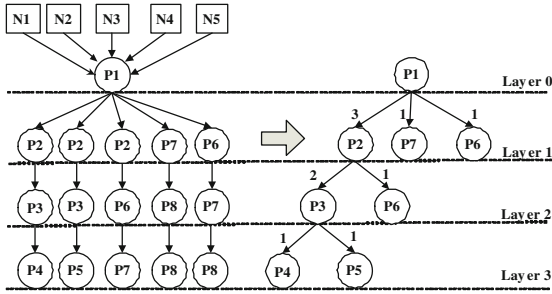 N1 N2 N3 N4 N5
P1 P1
Layer 0
3 1 1
P2 P2 P2 P7 P6 P2 P7 P6
Layer 1
2 1
P3 P3 P6 P8 P7 P3 P6
Layer 2
1 1
P4 P5 P7 P8 P8 P4 P5
Layer 3